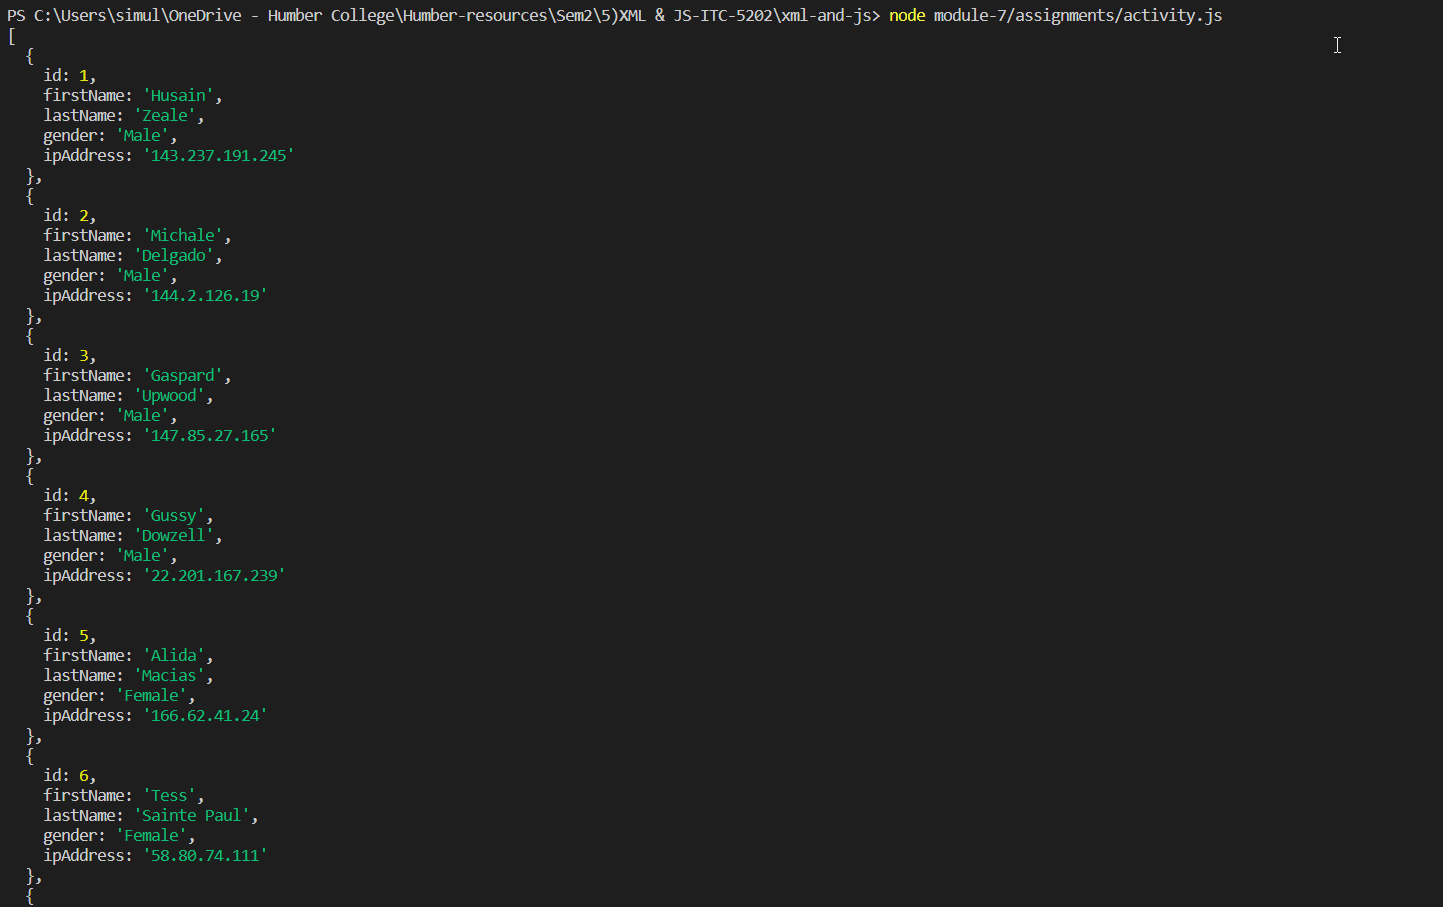 PS C:\Users\simul\OneDrive - Humber College\Humber-resources\Sem2\5)XML & JS-ITC-5202\xml-and-js> node module-7/assignments/activity.js
[
  {
    id: 1,
    firstName: 'Husain',
    lastName: 'Zeale',
    gender: 'Male',
    ipAddress: '143.237.191.245'
  },
  {
    id: 2,
    firstName: 'Michale',
    lastName: 'Delgado',
    gender: 'Male',
    ipAddress: '144.2.126.19'
  },
  {
    id: 3,
    firstName: 'Gaspard',
    lastName: 'Upwood',
    gender: 'Male',
    ipAddress: '147.85.27.165'
  },
  {
    id: 4,
    firstName: 'Gussy',
    lastName: 'Dowzell',
    gender: 'Male',
    ipAddress: '22.201.167.239'
  },
  {
    id: 5,
    firstName: 'Alida',
    lastName: 'Macias',
    gender: 'Female',
    ipAddress: '166.62.41.24'
  },
  {
    id: 6,
    firstName: 'Tess',
    lastName: 'Sainte Paul',
    gender: 'Female',
    ipAddress: '58.80.74.111'
  },
  {